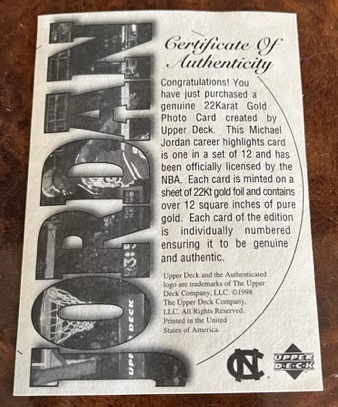 JORDAN
Certificate Of
Authenticity
Congratulations! You
have just purchased a
genuine 22Karat Gold
Photo Card created by
Upper Deck. This Michael
Jordan career highlights card
is one in a set of 12 and has
been officially licensed by the
NBA. Each card is minted on a
sheet of 22Kt gold foil and contains
over 12 square inches of pure
gold. Each card of the edition
is individually numbered
ensuring it to be genuine
and authentic.
Upper Deck and the Authenticated
logo are trademarks of The Upper
Deck Company, LLC. ©1998
The Upper Deck Company,
LLC. All Rights Reserved.
Printed in the United
States of America.
NC
UPPER
DECK